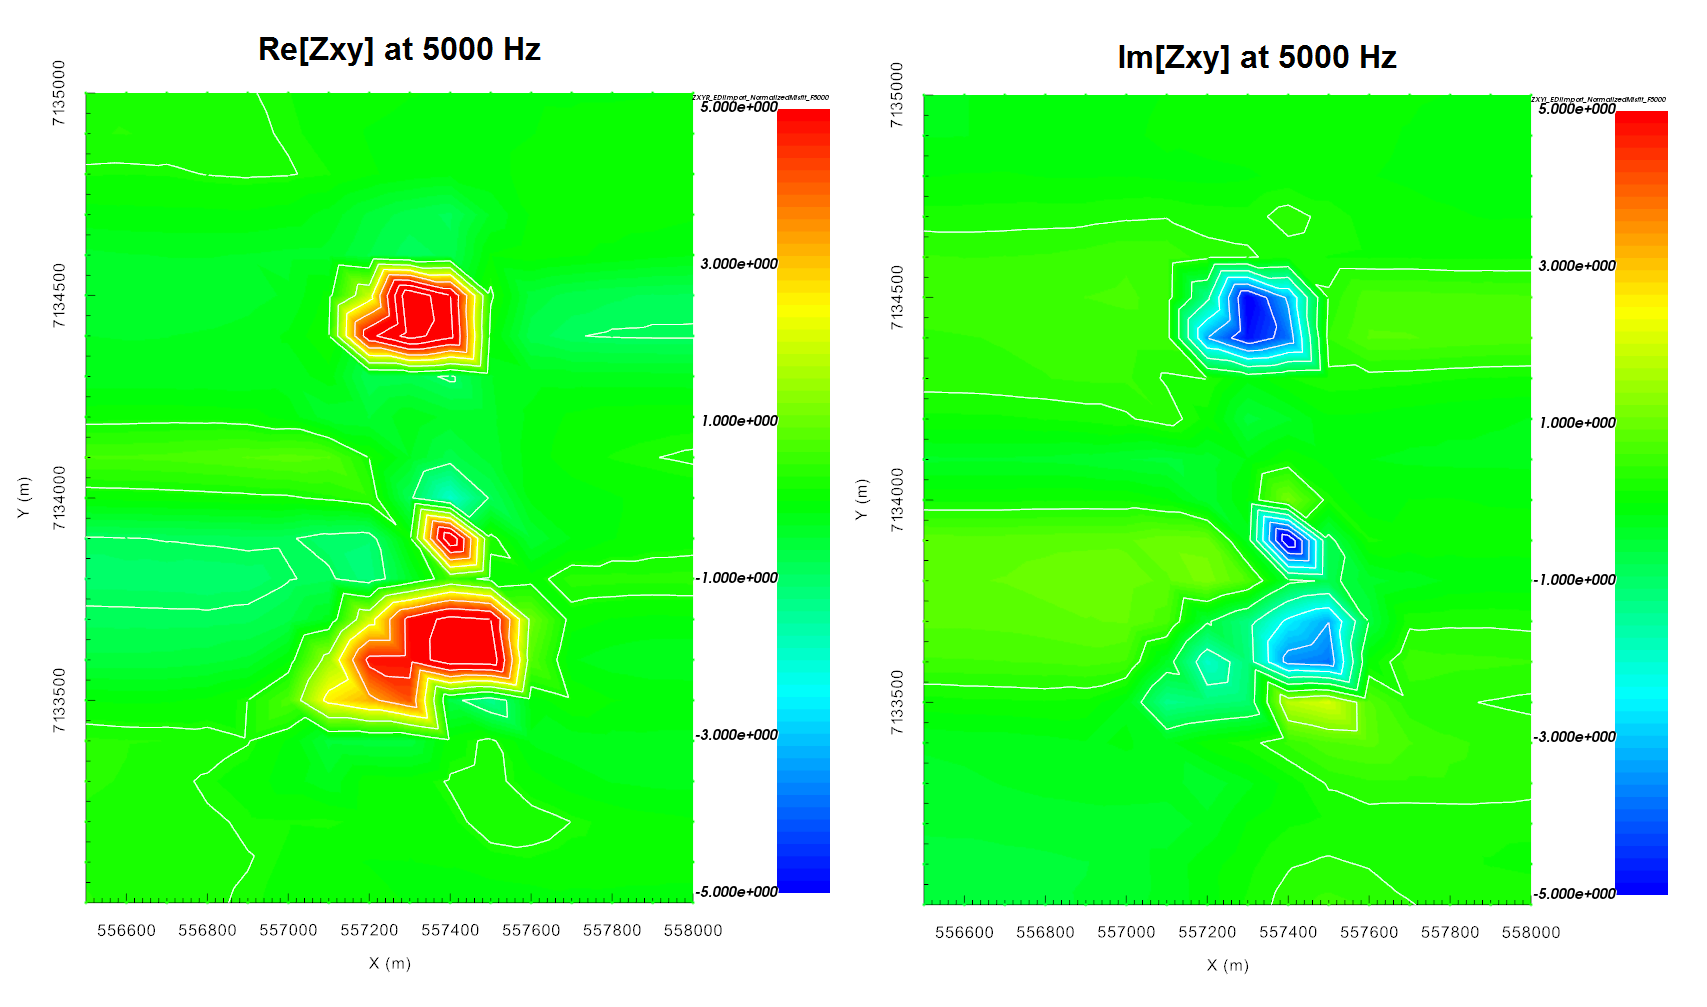 Re[Zxy] at 5000 Hz
ZXYR_EDIImport_NormalizedMisfit_F5000
5.000e+000
3.000e+000
1.000e+000
-1.000e+000
-3.000e+000
-5.000e+000
7135000
7134500
7134000
7133500
Y (m)
556600 556800 557000 557200 557400 557600 557800 558000
X (m)
Im[Zxy] at 5000 Hz
ZXYI_EDIImport_NormalizedMisfit_F5000
5.000e+000
3.000e+000
1.000e+000
-1.000e+000
-3.000e+000
-5.000e+000
7135000
7134500
7134000
7133500
Y (m)
556600 556800 557000 557200 557400 557600 557800 558000
X (m)